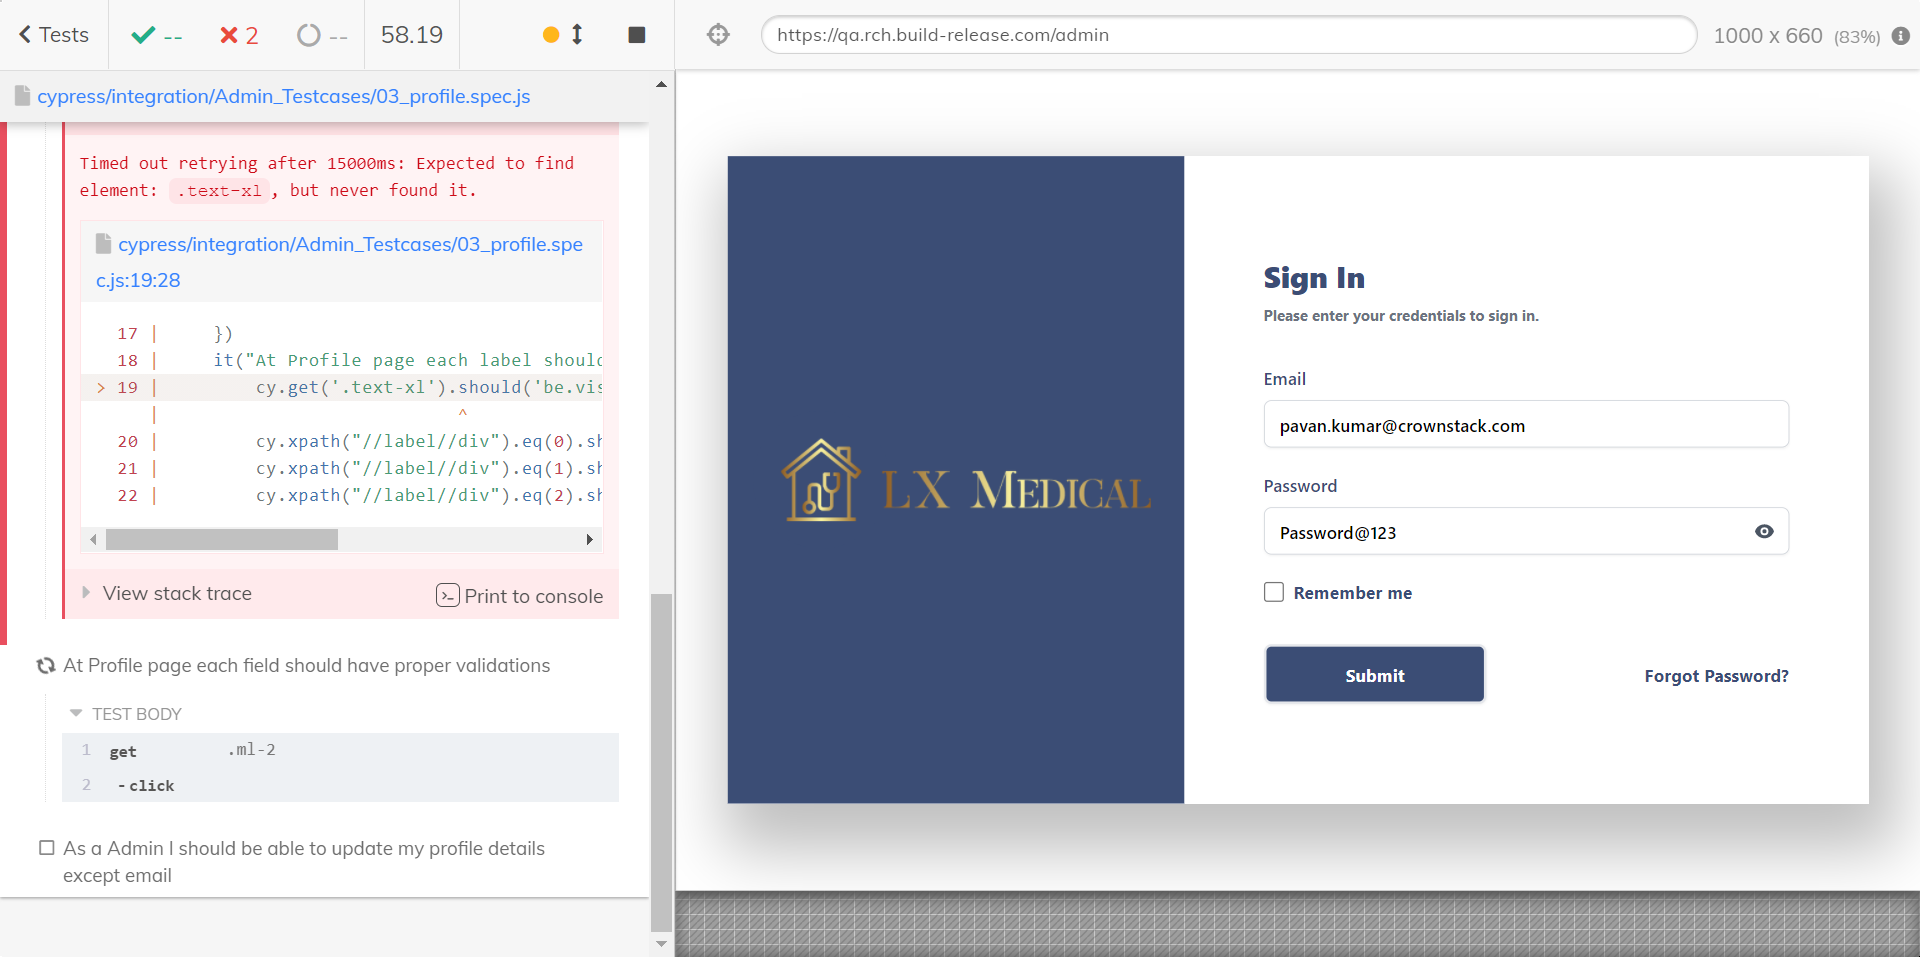 Tests
--
2
--
58.19
https://qa.rch.build-release.com/admin
1000 x 660 (83%)
cypress/integration/Admin_Testcases/03_profile.spec.js
Timed out retrying after 15000ms: Expected to find
element: .text-xl, but never found it.
cypress/integration/Admin_Testcases/03_profile.spe
c.js:19:28
17 | })
18 | it("At Profile page each label should
> 19 | cy.get('.text-xl').should('be.vis
| ^
20 | cy.xpath("//label//div").eq(0).sh
21 | cy.xpath("//label//div").eq(1).sh
22 | cy.xpath("//label//div").eq(2).sh
View stack trace
Print to console
At Profile page each field should have proper validations
TEST BODY
1 get .ml-2
2 -click
As a Admin I should be able to update my profile details
except email
LX MEDICAL
Sign In
Please enter your credentials to sign in.
Email
pavan.kumar@crownstack.com
Password
Password@123
Remember me
Submit
Forgot Password?